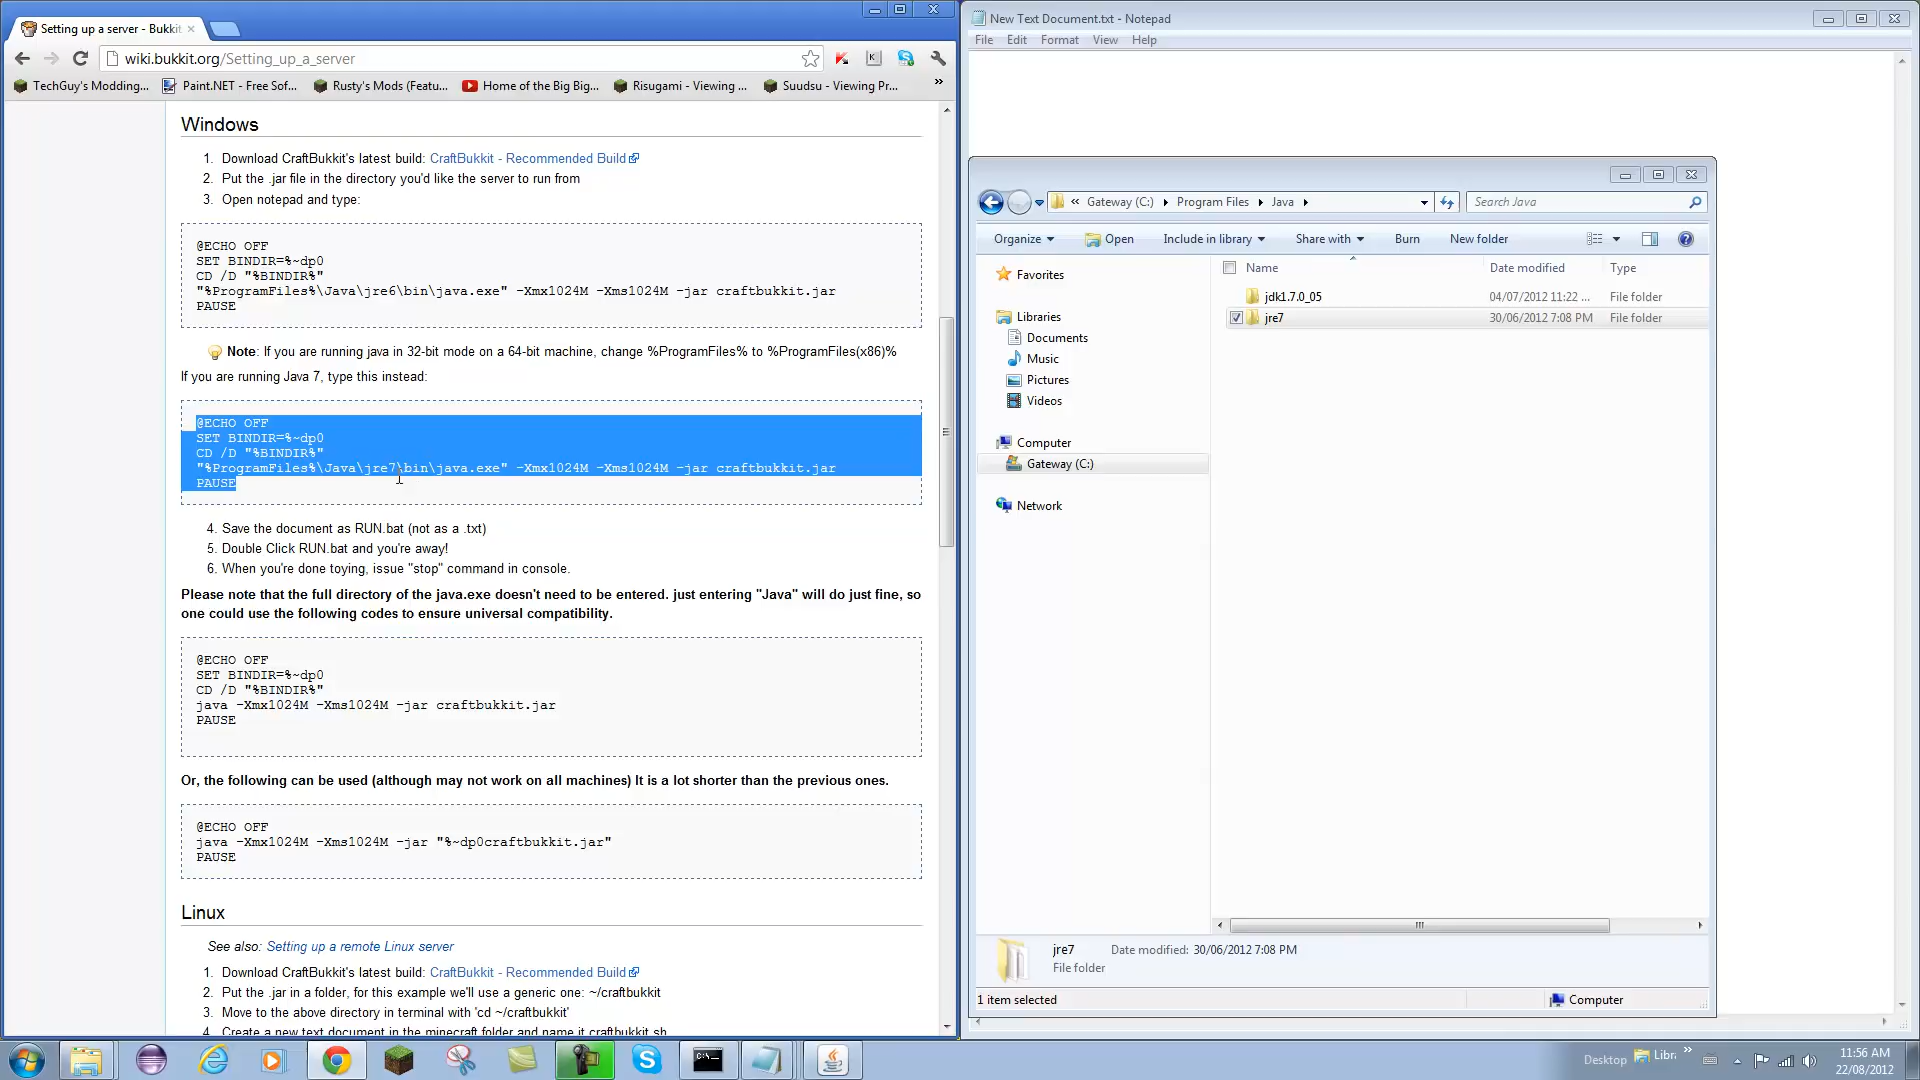 Setting up a server - Bukkit
wiki.bukkit.org/Setting_up_a_server
TechGuy's Modding...
Paint.NET - Free Sof...
Rusty's Mods (Featu...
Home of the Big Big...
Risugami - Viewing ...
Suudsu - Viewing Pr...
»
Windows
1. Download CraftBukkit's latest build: CraftBukkit - Recommended Build
2. Put the .jar file in the directory you'd like the server to run from
3. Open notepad and type:
@ECHO OFF
SET BINDIR=%~dp0
CD /D "%BINDIR%"
"%ProgramFiles%\Java\jre6\bin\java.exe" -Xmx1024M -Xms1024M -jar craftbukkit.jar
PAUSE
Note: If you are running java in 32-bit mode on a 64-bit machine, change %ProgramFiles% to %ProgramFiles(x86)%
If you are running Java 7, type this instead:
@ECHO OFF
SET BINDIR=%~dp0
CD /D "%BINDIR%"
"%ProgramFiles%\Java\jre7\bin\java.exe" -Xmx1024M -Xms1024M -jar craftbukkit.jar
PAUSE
4. Save the document as RUN.bat (not as a .txt)
5. Double Click RUN.bat and you're away!
6. When you're done toying, issue "stop" command in console.
Please note that the full directory of the java.exe doesn't need to be entered. just entering "Java" will do just fine, so
one could use the following codes to ensure universal compatibility.
@ECHO OFF
SET BINDIR=%~dp0
CD /D "%BINDIR%"
java -Xmx1024M -Xms1024M -jar craftbukkit.jar
PAUSE
Or, the following can be used (although may not work on all machines) It is a lot shorter than the previous ones.
@ECHO OFF
java -Xmx1024M -Xms1024M -jar "%~dp0craftbukkit.jar"
PAUSE
Linux
See also: Setting up a remote Linux server
1. Download CraftBukkit's latest build: CraftBukkit - Recommended Build
2. Put the .jar in a folder, for this example we'll use a generic one: ~/craftbukkit
3. Move to the above directory in terminal with 'cd ~/craftbukkit'
4. Create a new text document in the minecraft folder and name it craftbukkit.sh
New Text Document.txt - Notepad
File Edit Format View Help
« Gateway (C:) Program Files Java
Search Java
Organize Open Include in library Share with Burn New folder
Name Date modified Type
jdk1.7.0_05 04/07/2012 11:22 ... File folder
jre7 30/06/2012 7:08 PM File folder
Favorites
Libraries
Documents
Music
Pictures
Videos
Computer
Gateway (C:)
Network
jre7 Date modified: 30/06/2012 7:08 PM
File folder
1 item selected
Computer
Desktop
Libra
»
11:56 AM
22/08/2012